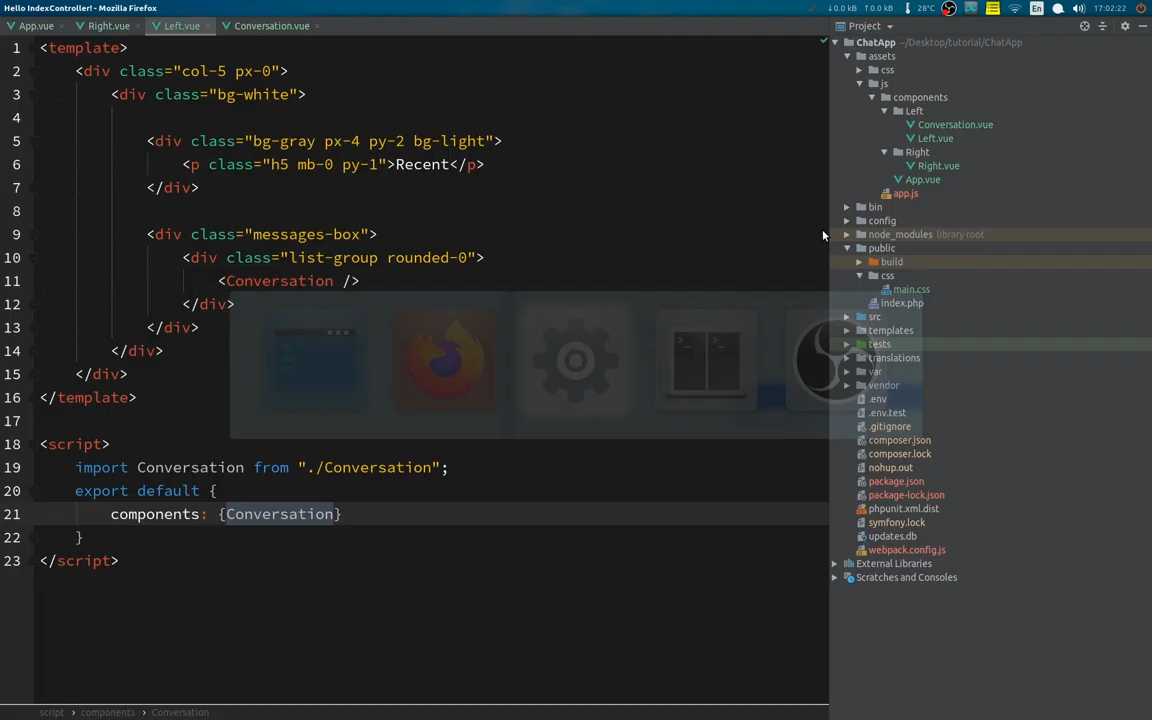 Hello IndexController! - Mozilla Firefox
↓0.0 kB ↑0.0 kB 28°C En 17:02:22
App.vue × Right.vue × Left.vue × Conversation.vue ×
1 <template>
2 <div class="col-5 px-0">
3 <div class="bg-white">
4
5 <div class="bg-gray px-4 py-2 bg-light">
6 <p class="h5 mb-0 py-1">Recent</p>
7 </div>
8
9 <div class="messages-box">
10 <div class="list-group rounded-0">
11 <Conversation />
12 </div>
13 </div>
14 </div>
15 </div>
16 </template>
17
18 <script>
19 import Conversation from "./Conversation";
20 export default {
21 components: {Conversation}
22 }
23 </script>
script › components › Conversation
Project
ChatApp ~/Desktop/tutorial/ChatApp
assets
css
js
components
Left
Conversation.vue
Left.vue
Right
Right.vue
App.vue
app.js
bin
config
node_modules library root
public
build
css
main.css
index.php
src
templates
tests
translations
var
vendor
.env
.env.test
.gitignore
composer.json
composer.lock
nohup.out
package.json
package-lock.json
phpunit.xml.dist
symfony.lock
updates.db
webpack.config.js
External Libraries
Scratches and Consoles